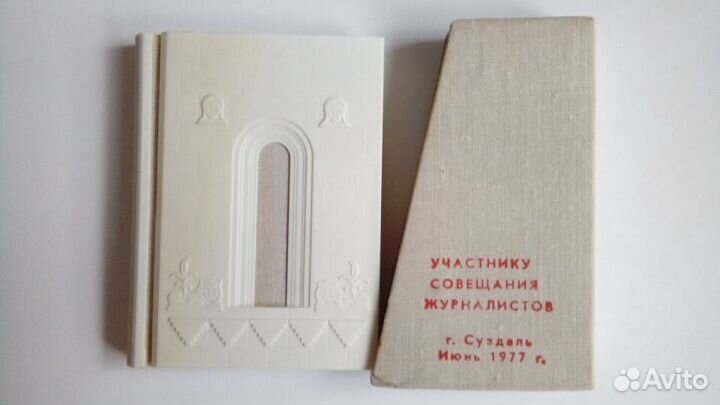 УЧАСТНИКУ
СОВЕЩАНИЯ
ЖУРНАЛИСТОВ
г. Суздаль
Июнь 1977 г.
Avito